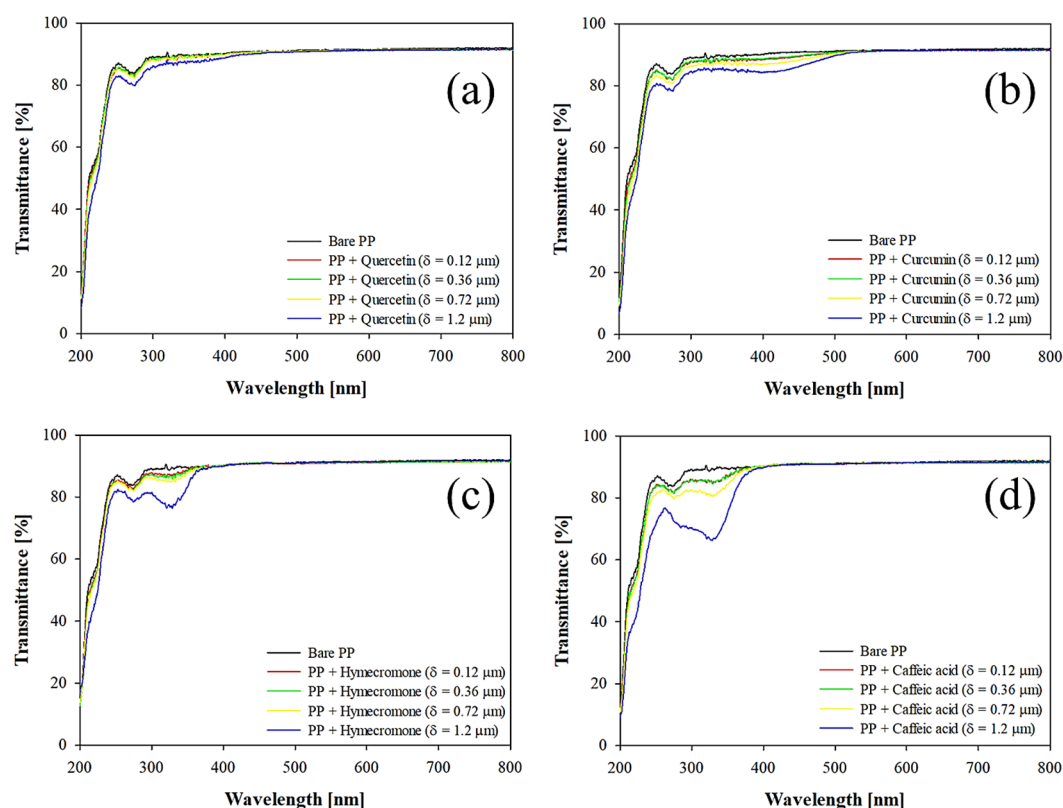 100
80
60
40
20
0
Transmittance [%]
(a)
Bare PP
PP + Quercetin (δ = 0.12 μm)
PP + Quercetin (δ = 0.36 μm)
PP + Quercetin (δ = 0.72 μm)
PP + Quercetin (δ = 1.2 μm)
200 300 400 500 600 700 800
Wavelength [nm]
100
80
60
40
20
0
Transmittance [%]
(b)
Bare PP
PP + Curcumin (δ = 0.12 μm)
PP + Curcumin (δ = 0.36 μm)
PP + Curcumin (δ = 0.72 μm)
PP + Curcumin (δ = 1.2 μm)
200 300 400 500 600 700 800
Wavelength [nm]
100
80
60
40
20
0
Transmittance [%]
(c)
Bare PP
PP + Hymecromone (δ = 0.12 μm)
PP + Hymecromone (δ = 0.36 μm)
PP + Hymecromone (δ = 0.72 μm)
PP + Hymecromone (δ = 1.2 μm)
200 300 400 500 600 700 800
Wavelength [nm]
100
80
60
40
20
0
Transmittance [%]
(d)
Bare PP
PP + Caffeic acid (δ = 0.12 μm)
PP + Caffeic acid (δ = 0.36 μm)
PP + Caffeic acid (δ = 0.72 μm)
PP + Caffeic acid (δ = 1.2 μm)
200 300 400 500 600 700 800
Wavelength [nm]